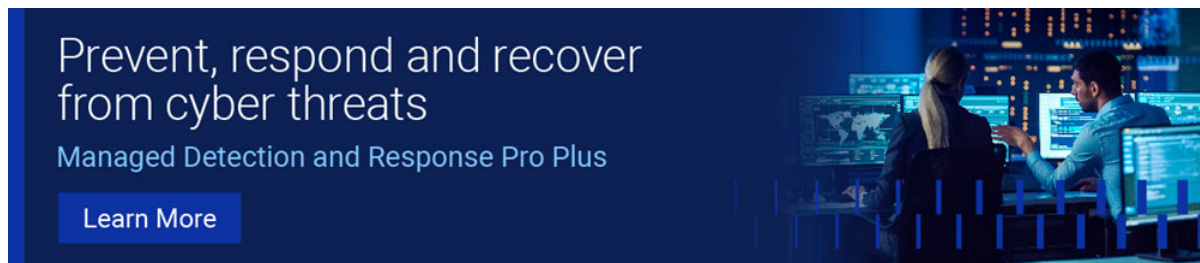 Prevent, respond and recover
from cyber threats
Managed Detection and Response Pro Plus
Learn More